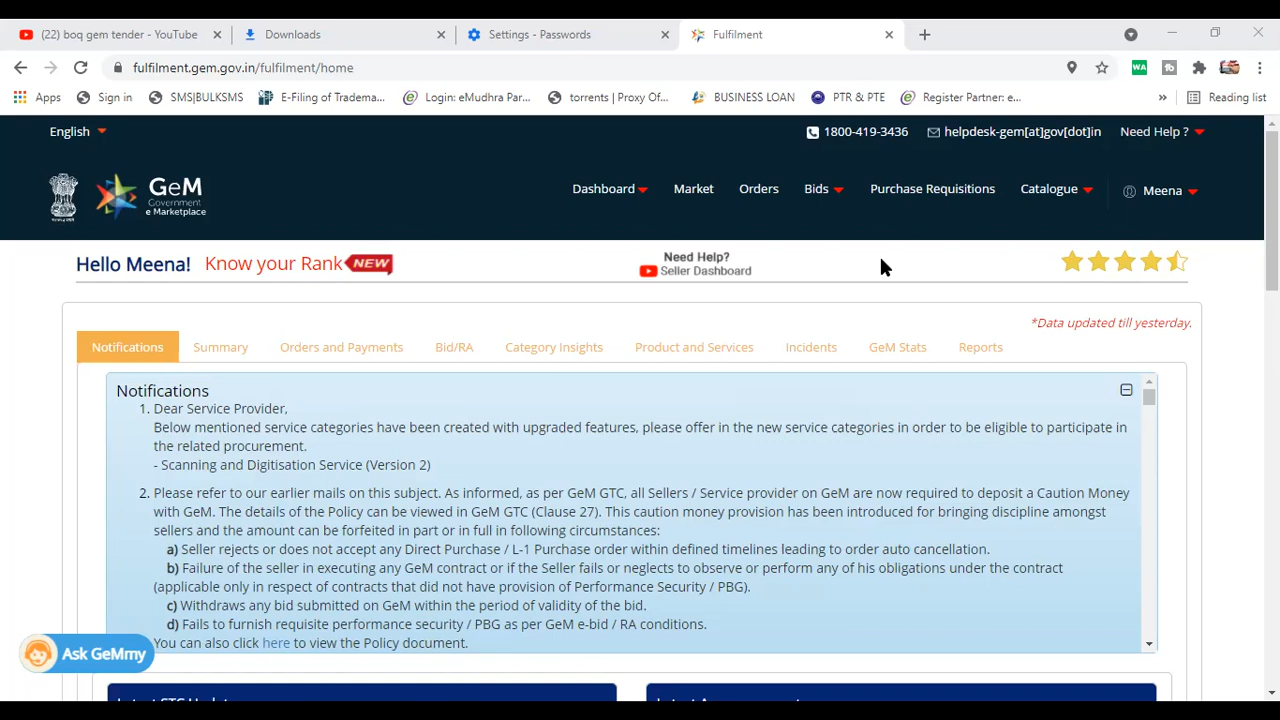 (22) boq gem tender - YouTube
Downloads
Settings - Passwords
Fulfilment
fulfilment.gem.gov.in/fulfilment/home
WA
Apps
Sign in
SMS|BULKSMS
E-Filing of Tradema...
Login: eMudhra Par...
torrents | Proxy Of...
BUSINESS LOAN
PTR & PTE
Register Partner: e...
»
Reading list
English
1800-419-3436
helpdesk-gem[at]gov[dot]in
Need Help ?
GeM
Government
e Marketplace
Dashboard
Market
Orders
Bids
Purchase Requisitions
Catalogue
Meena
Hello Meena!
Know your Rank
NEW
Need Help?
Seller Dashboard
*Data updated till yesterday.
Notifications
Summary
Orders and Payments
Bid/RA
Category Insights
Product and Services
Incidents
GeM Stats
Reports
Notifications
1. Dear Service Provider,
Below mentioned service categories have been created with upgraded features, please offer in the new service categories in order to be eligible to participate in
the related procurement.
- Scanning and Digitisation Service (Version 2)
2. Please refer to our earlier mails on this subject. As informed, as per GeM GTC, all Sellers / Service provider on GeM are now required to deposit a Caution Money
with GeM. The details of the Policy can be viewed in GeM GTC (Clause 27). This caution money provision has been introduced for bringing discipline amongst
sellers and the amount can be forfeited in part or in full in following circumstances:
a) Seller rejects or does not accept any Direct Purchase / L-1 Purchase order within defined timelines leading to order auto cancellation.
b) Failure of the seller in executing any GeM contract or if the Seller fails or neglects to observe or perform any of his obligations under the contract
(applicable only in respect of contracts that did not have provision of Performance Security / PBG).
c) Withdraws any bid submitted on GeM within the period of validity of the bid.
d) Fails to furnish requisite performance security / PBG as per GeM e-bid / RA conditions.
You can also click here to view the Policy document.
Ask GeMmy